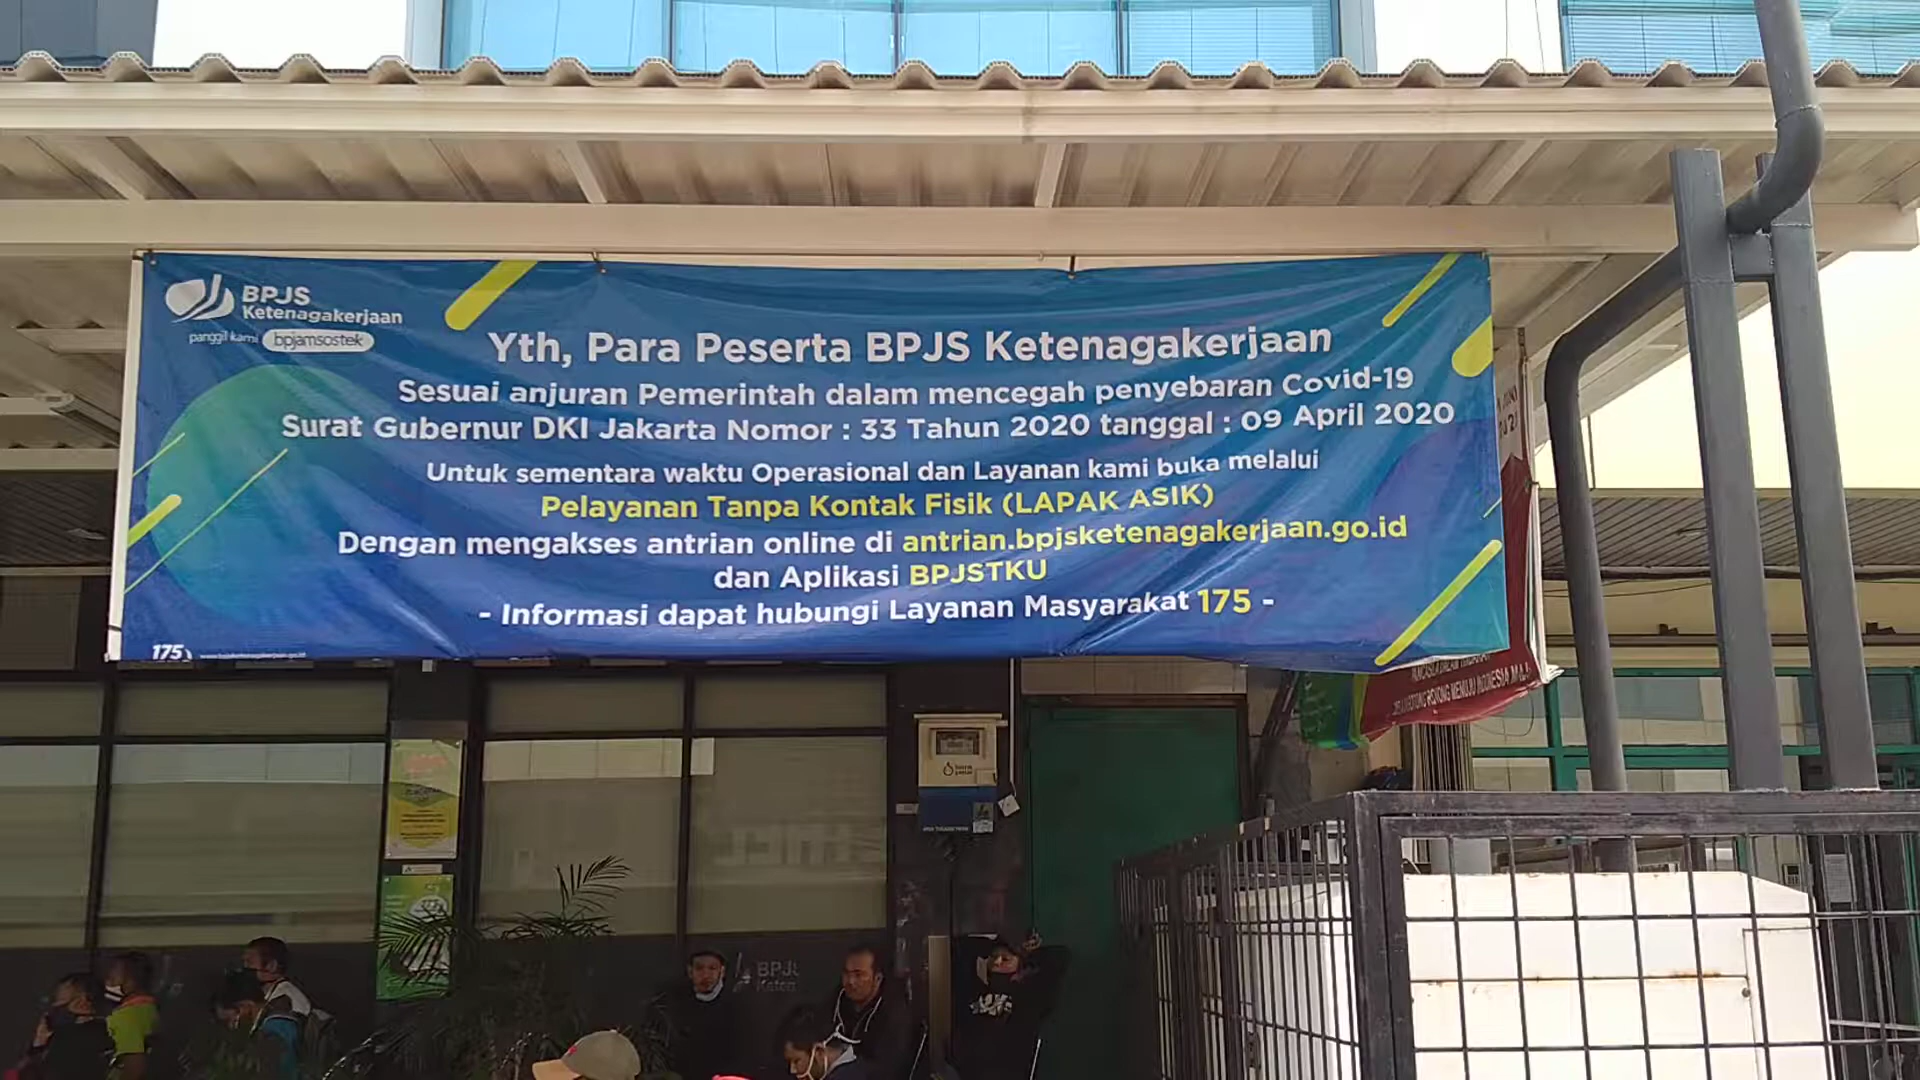 BPJS
Ketenagakerjaan
panggil kami bpjamsostek
Yth, Para Peserta BPJS Ketenagakerjaan
Sesuai anjuran Pemerintah dalam mencegah penyebaran Covid-19
Surat Gubernur DKI Jakarta Nomor : 33 Tahun 2020 tanggal : 09 April 2020
Untuk sementara waktu Operasional dan Layanan kami buka melalui
Pelayanan Tanpa Kontak Fisik (LAPAK ASIK)
Dengan mengakses antrian online di antrian.bpjsketenagakerjaan.go.id
dan Aplikasi BPJSTKU
- Informasi dapat hubungi Layanan Masyarakat 175 -
175
MENUJU INDONESIA
BPJS